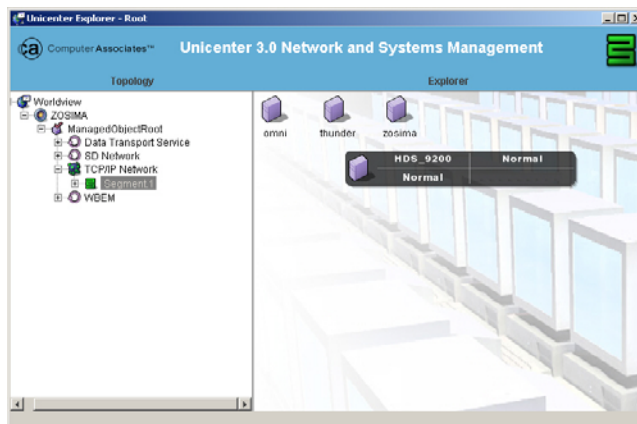 Unicenter Explorer - Root
ca Computer Associates™
Unicenter 3.0 Network and Systems Management
Topology
Explorer
Worldview
ZOSIMA
ManagedObjectRoot
Data Transport Service
SD Network
TCP/IP Network
Segment.1
WBEM
omni thunder zosima
HDS_9200 Normal
Normal